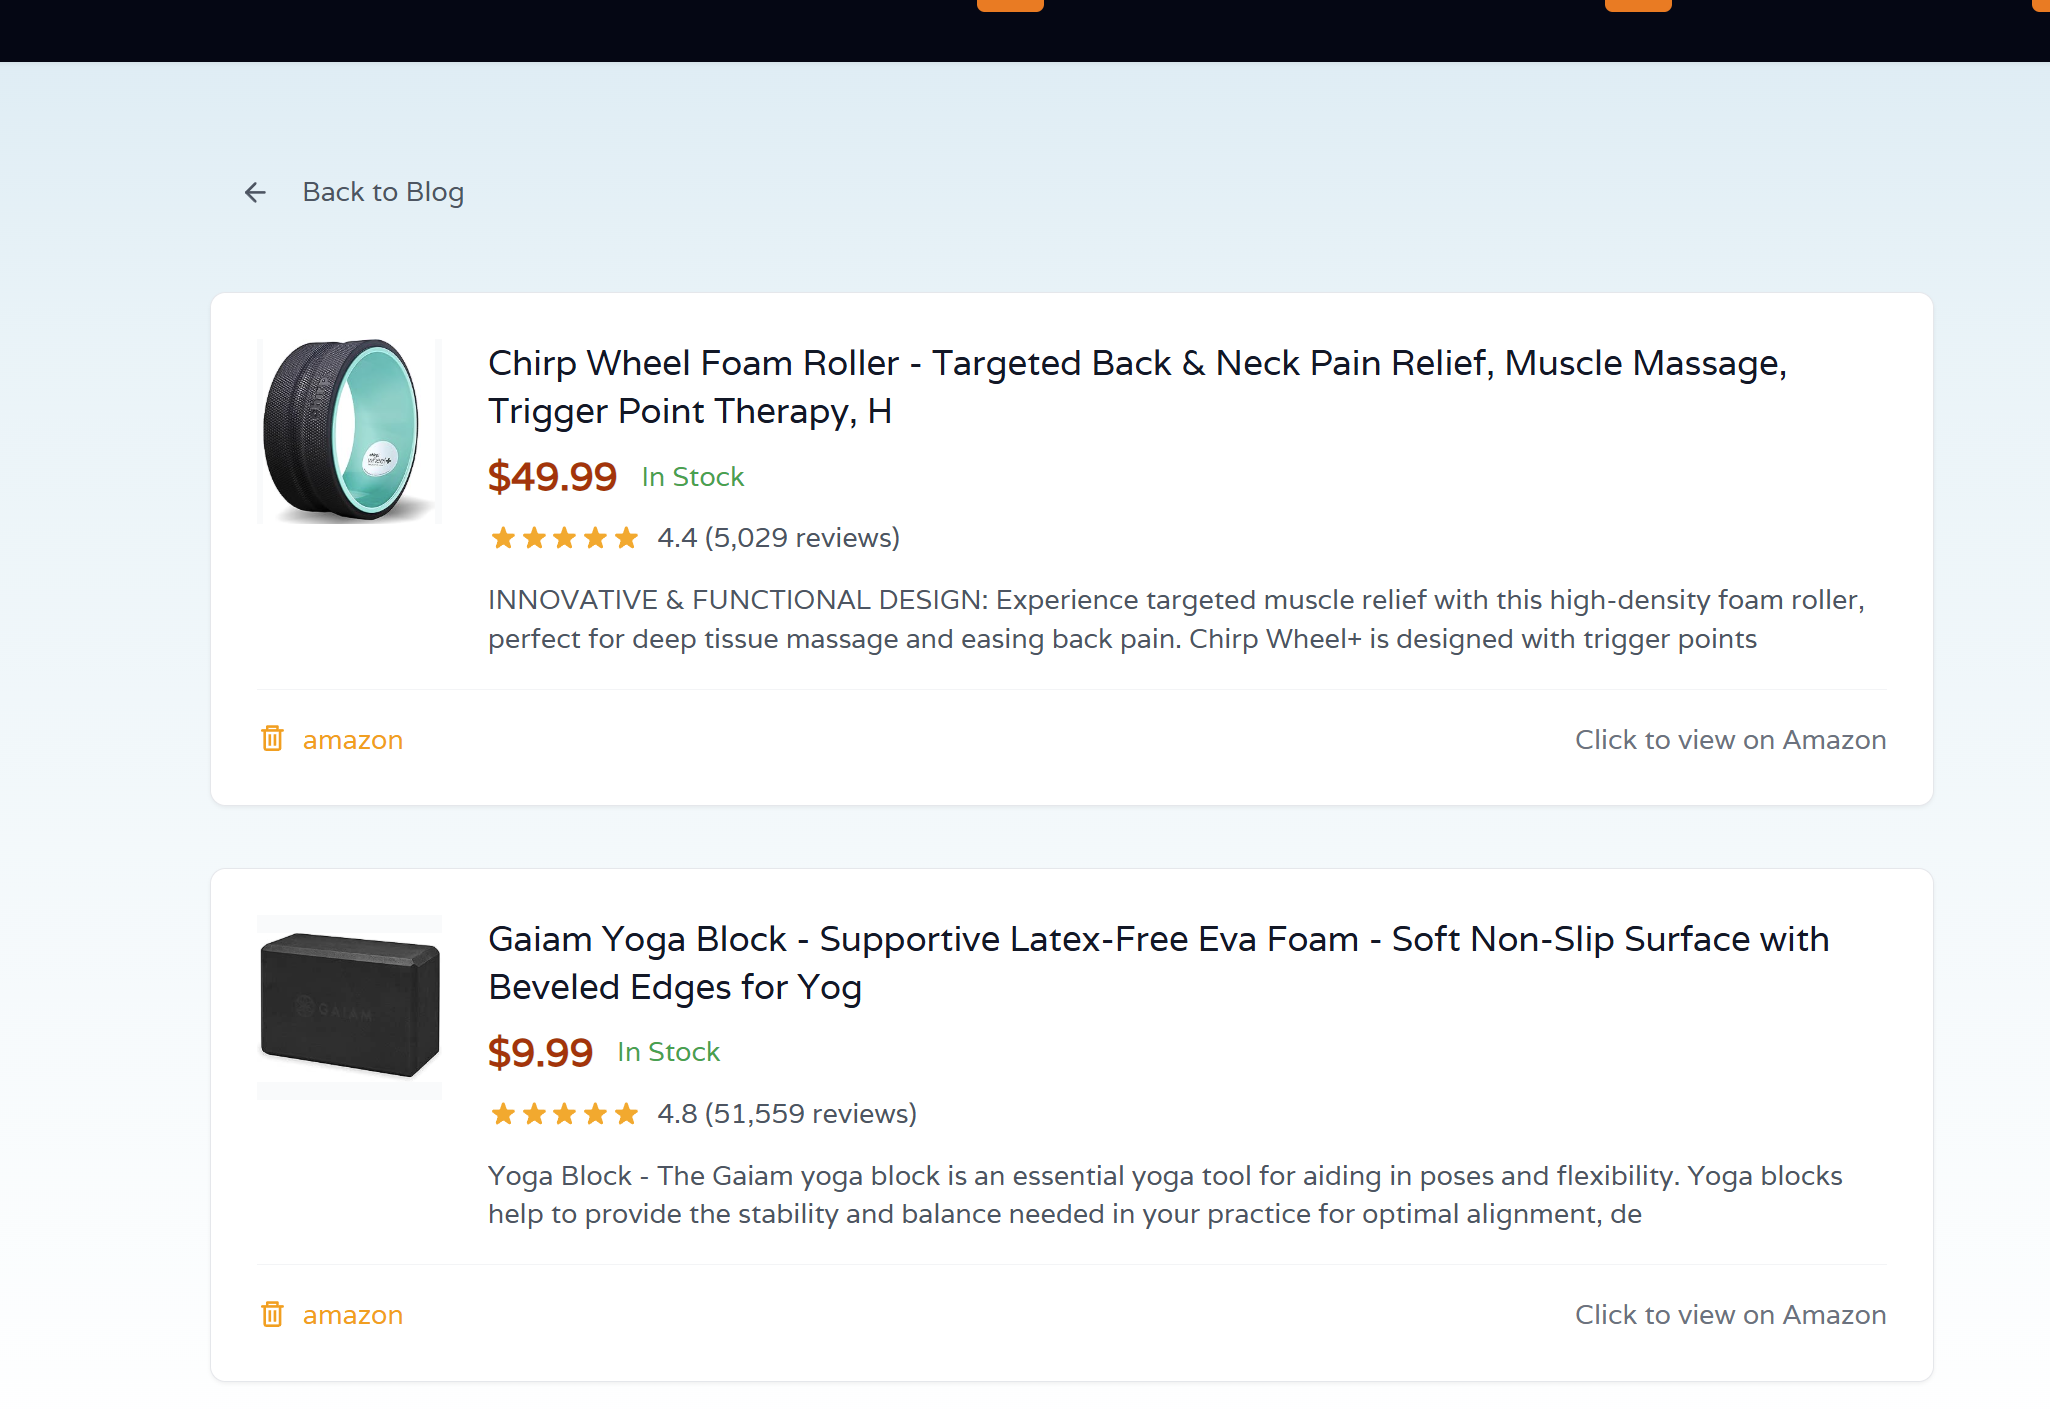 Back to Blog
Chirp Wheel Foam Roller - Targeted Back & Neck Pain Relief, Muscle Massage,
Trigger Point Therapy, H
$49.99 In Stock
4.4 (5,029 reviews)
INNOVATIVE & FUNCTIONAL DESIGN: Experience targeted muscle relief with this high-density foam roller,
perfect for deep tissue massage and easing back pain. Chirp Wheel+ is designed with trigger points
amazon
Click to view on Amazon
GAIAM
Gaiam Yoga Block - Supportive Latex-Free Eva Foam - Soft Non-Slip Surface with
Beveled Edges for Yog
$9.99 In Stock
4.8 (51,559 reviews)
Yoga Block - The Gaiam yoga block is an essential yoga tool for aiding in poses and flexibility. Yoga blocks
help to provide the stability and balance needed in your practice for optimal alignment, de
amazon
Click to view on Amazon